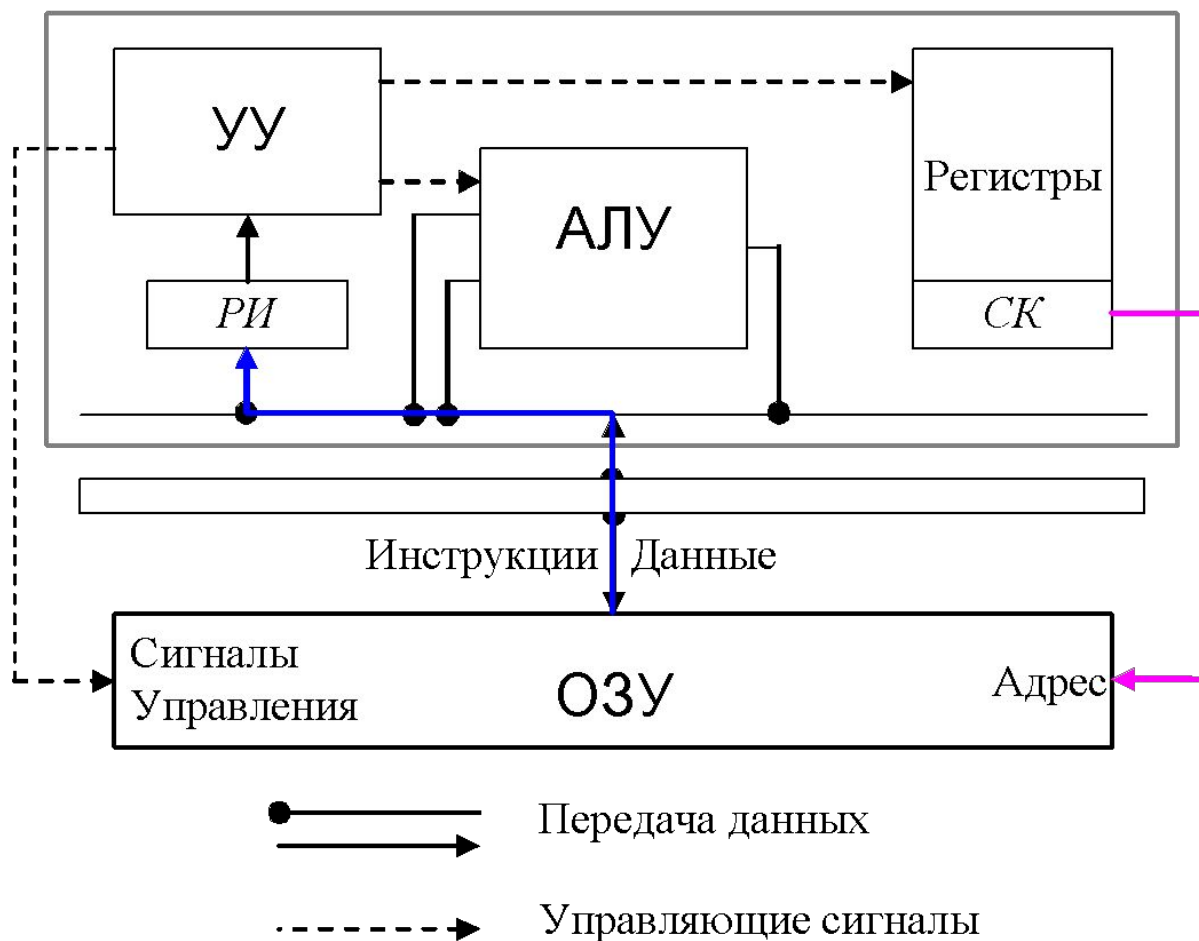 УУ
Регистры
АЛУ
РИ
СК
Инструкции
Данные
Сигналы
Управления
ОЗУ
Адрес
Передача данных
Управляющие сигналы